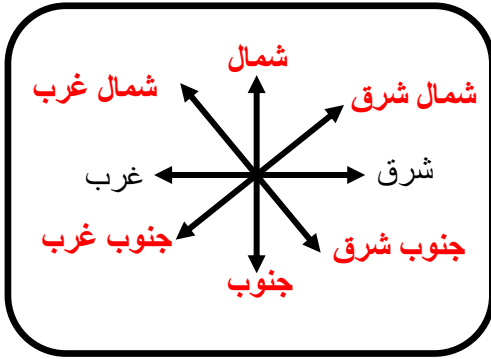 شمال
شمال شرق
شمال غرب
شرق
غرب
جنوب شرق
جنوب غرب
جنوب